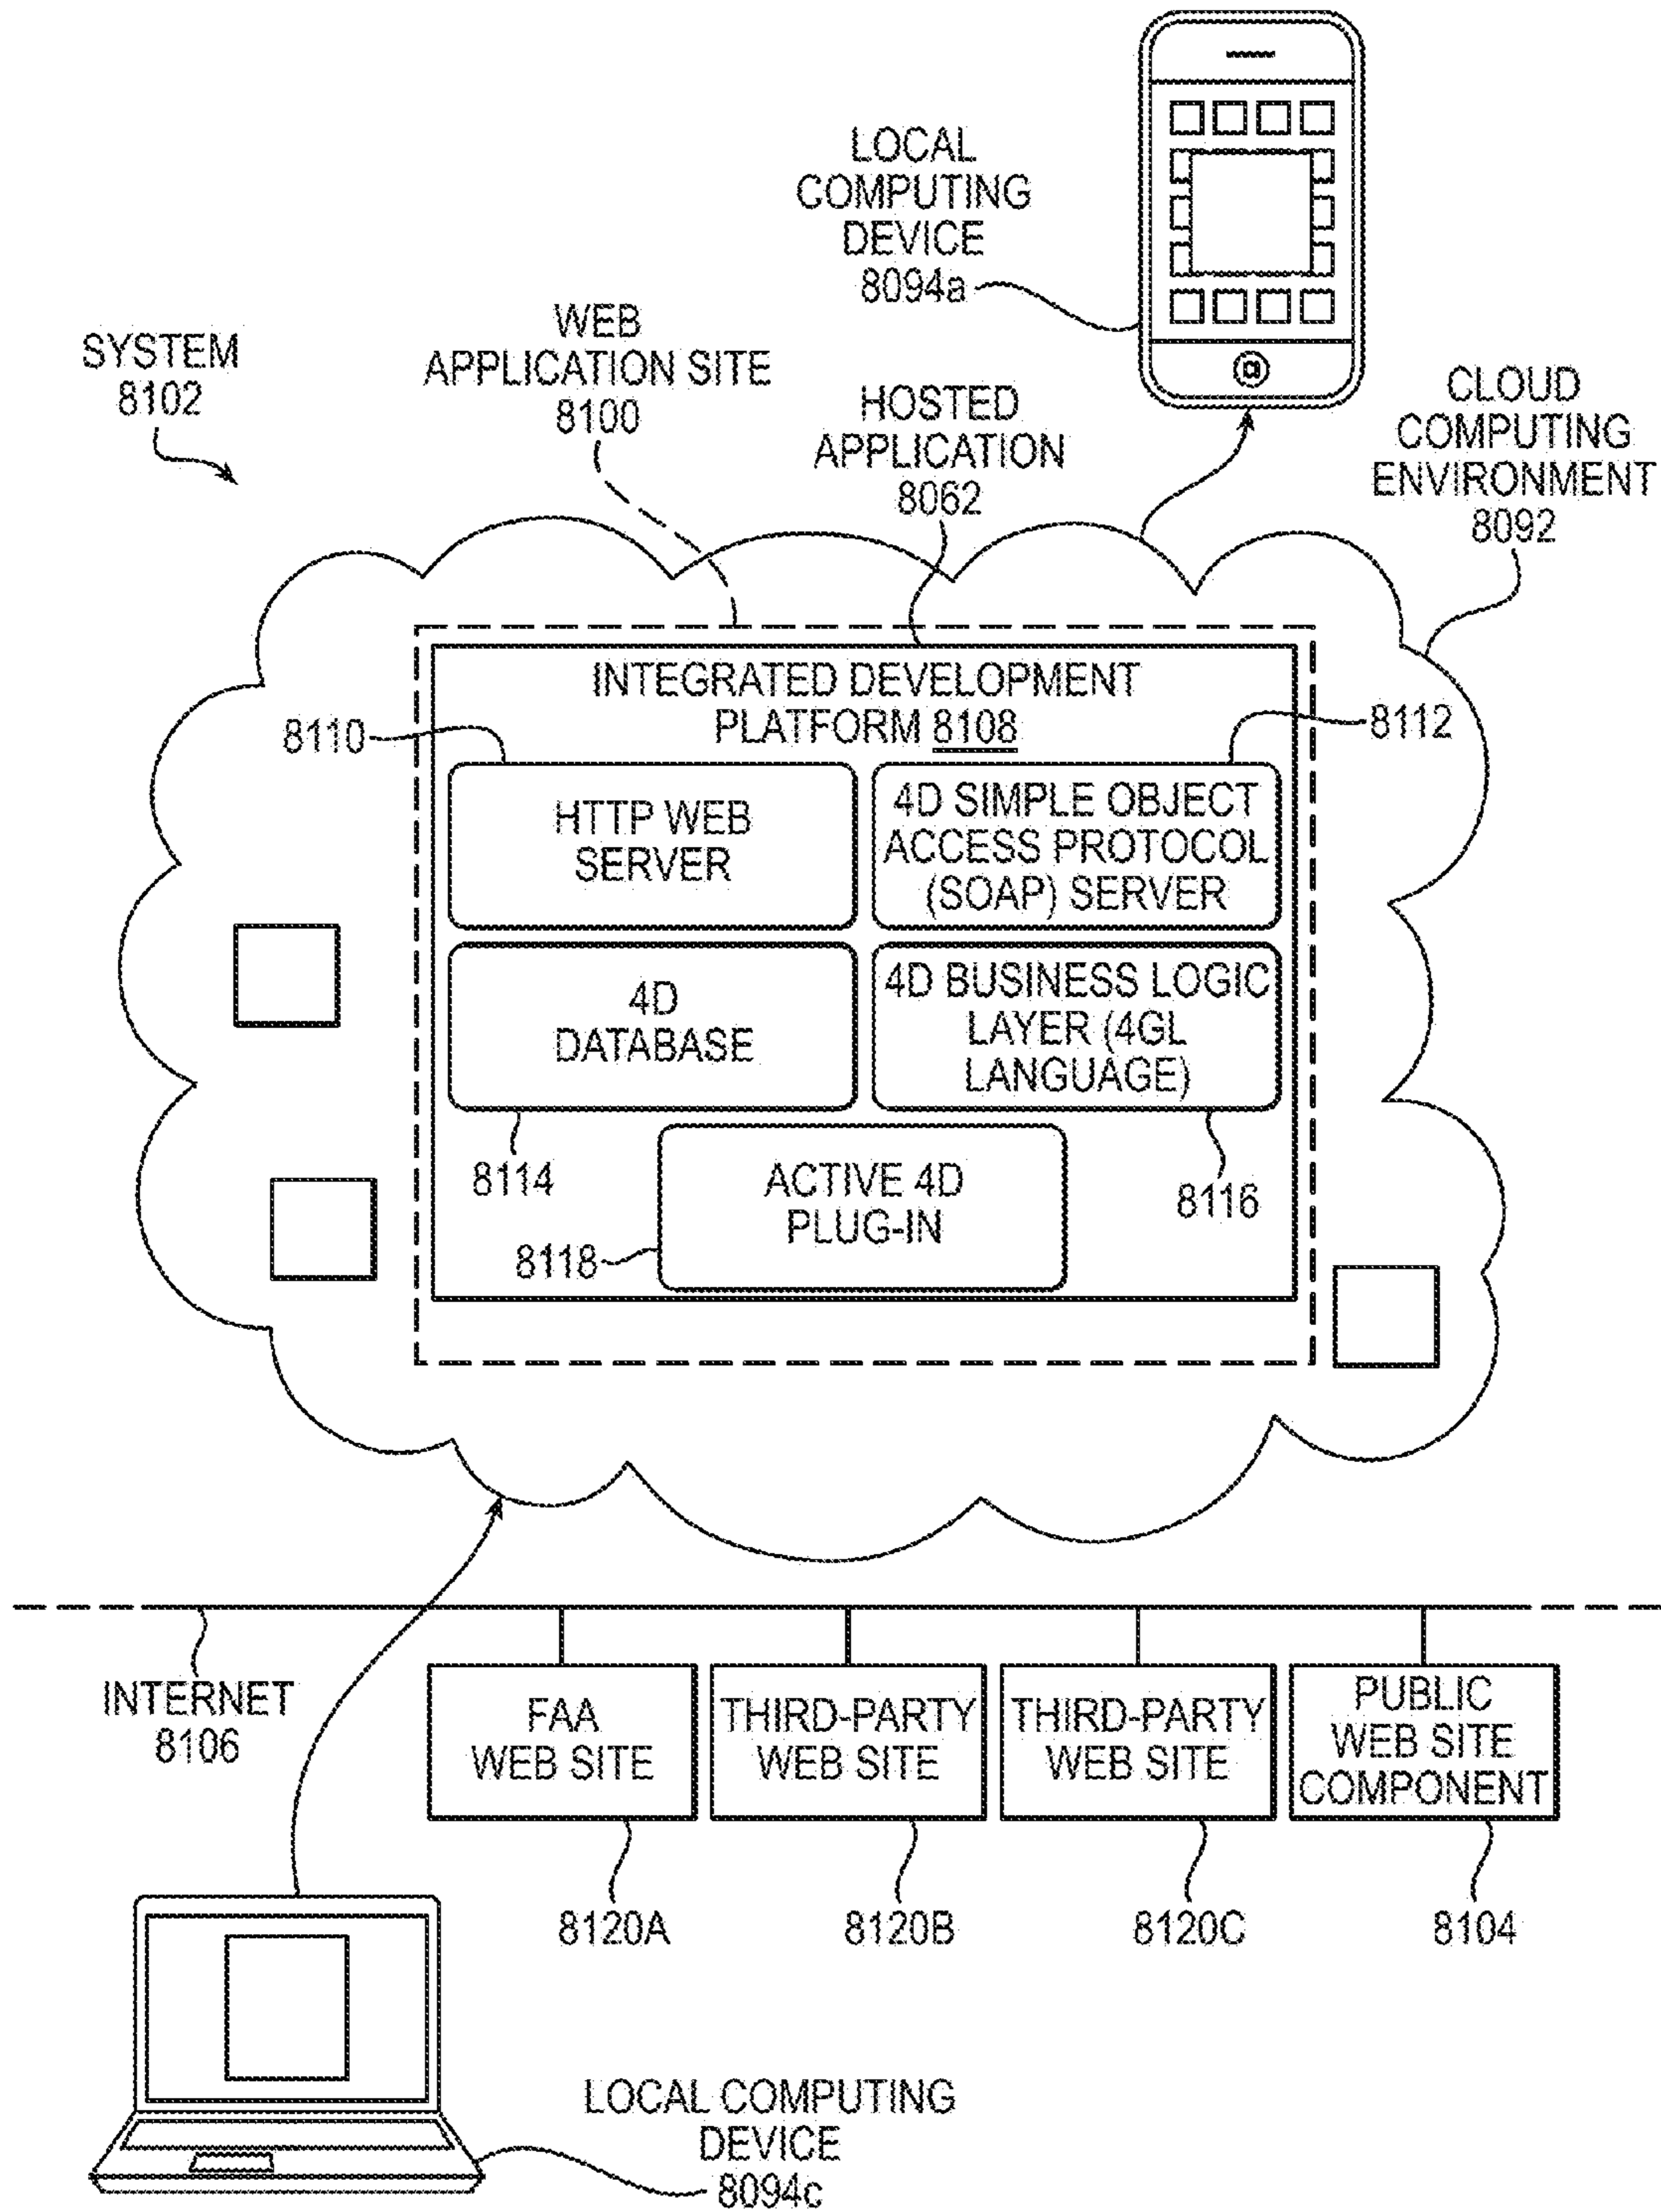 LOCAL
COMPUTING
DEVICE
8094a
SYSTEM
8102
WEB
APPLICATION SITE
8100
HOSTED
APPLICATION
8062
CLOUD
COMPUTING
ENVIRONMENT
8092
INTEGRATED DEVELOPMENT
PLATFORM 8108
8110
8112
HTTP WEB
SERVER
4D SIMPLE OBJECT
ACCESS PROTOCOL
(SOAP) SERVER
4D
DATABASE
4D BUSINESS LOGIC
LAYER (4GL
LANGUAGE)
8114
8116
ACTIVE 4D
PLUG-IN
8118
INTERNET
8106
FAA
WEB SITE
THIRD-PARTY
WEB SITE
THIRD-PARTY
WEB SITE
PUBLIC
WEB SITE
COMPONENT
8120A
8120B
8120C
8104
LOCAL COMPUTING
DEVICE
8094c